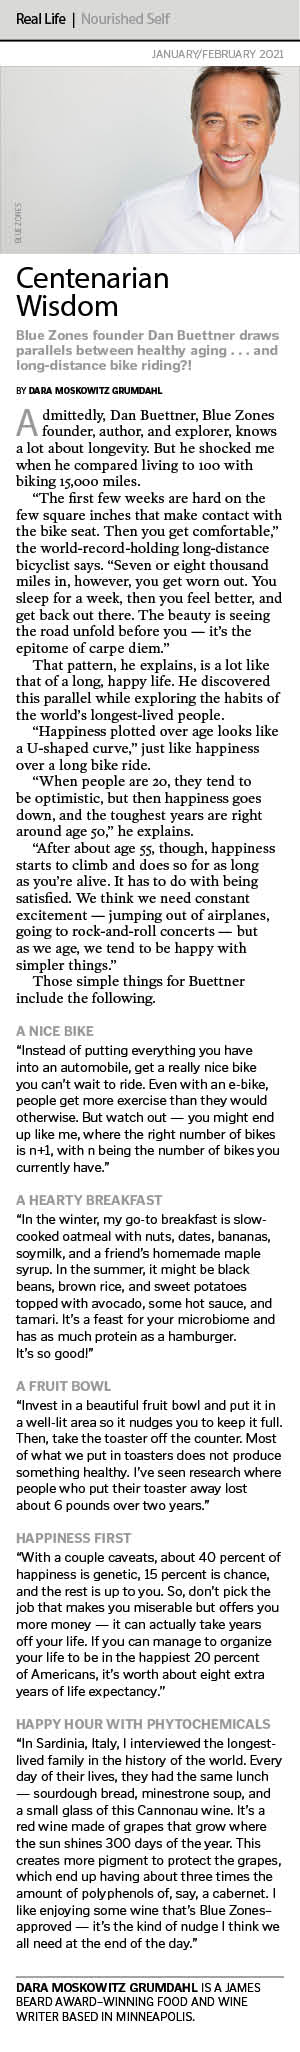 Real Life | Nourished Self
JANUARY/FEBRUARY 2021
BLUE ZONES
Centenarian
Wisdom
Blue Zones founder Dan Buettner draws
parallels between healthy aging . . . and
long-distance bike riding?!
BY DARA MOSKOWITZ GRUMDAHL
Admittedly, Dan Buettner, Blue Zones
founder, author, and explorer, knows
a lot about longevity. But he shocked me
when he compared living to 100 with
biking 15,000 miles.
“The first few weeks are hard on the
few square inches that make contact with
the bike seat. Then you get comfortable,”
the world-record-holding long-distance
bicyclist says. “Seven or eight thousand
miles in, however, you get worn out. You
sleep for a week, then you feel better, and
get back out there. The beauty is seeing
the road unfold before you — it’s the
epitome of carpe diem.”
That pattern, he explains, is a lot like
that of a long, happy life. He discovered
this parallel while exploring the habits of
the world’s longest-lived people.
“Happiness plotted over age looks like
a U-shaped curve,” just like happiness
over a long bike ride.
“When people are 20, they tend to
be optimistic, but then happiness goes
down, and the toughest years are right
around age 50,” he explains.
“After about age 55, though, happiness
starts to climb and does so for as long
as you’re alive. It has to do with being
satisfied. We think we need constant
excitement — jumping out of airplanes,
going to rock-and-roll concerts — but
as we age, we tend to be happy with
simpler things.”
Those simple things for Buettner
include the following.
A NICE BIKE
“Instead of putting everything you have
into an automobile, get a really nice bike
you can’t wait to ride. Even with an e-bike,
people get more exercise than they would
otherwise. But watch out — you might end
up like me, where the right number of bikes
is n+1, with n being the number of bikes you
currently have.”
A HEARTY BREAKFAST
“In the winter, my go-to breakfast is slow-
cooked oatmeal with nuts, dates, bananas,
soymilk, and a friend’s homemade maple
syrup. In the summer, it might be black
beans, brown rice, and sweet potatoes
topped with avocado, some hot sauce, and
tamari. It’s a feast for your microbiome and
has as much protein as a hamburger.
It’s so good!”
A FRUIT BOWL
“Invest in a beautiful fruit bowl and put it in
a well-lit area so it nudges you to keep it full.
Then, take the toaster off the counter. Most
of what we put in toasters does not produce
something healthy. I’ve seen research where
people who put their toaster away lost
about 6 pounds over two years.”
HAPPINESS FIRST
“With a couple caveats, about 40 percent of
happiness is genetic, 15 percent is chance,
and the rest is up to you. So, don’t pick the
job that makes you miserable but offers you
more money — it can actually take years
off your life. If you can manage to organize
your life to be in the happiest 20 percent
of Americans, it’s worth about eight extra
years of life expectancy.”
HAPPY HOUR WITH PHYTOCHEMICALS
“In Sardinia, Italy, I interviewed the longest-
lived family in the history of the world. Every
day of their lives, they had the same lunch
— sourdough bread, minestrone soup, and
a small glass of this Cannonau wine. It’s a
red wine made of grapes that grow where
the sun shines 300 days of the year. This
creates more pigment to protect the grapes,
which end up having about three times the
amount of polyphenols of, say, a cabernet. I
like enjoying some wine that’s Blue Zones–
approved — it’s the kind of nudge I think we
all need at the end of the day.”
DARA MOSKOWITZ GRUMDAHL IS A JAMES
BEARD AWARD–WINNING FOOD AND WINE
WRITER BASED IN MINNEAPOLIS.